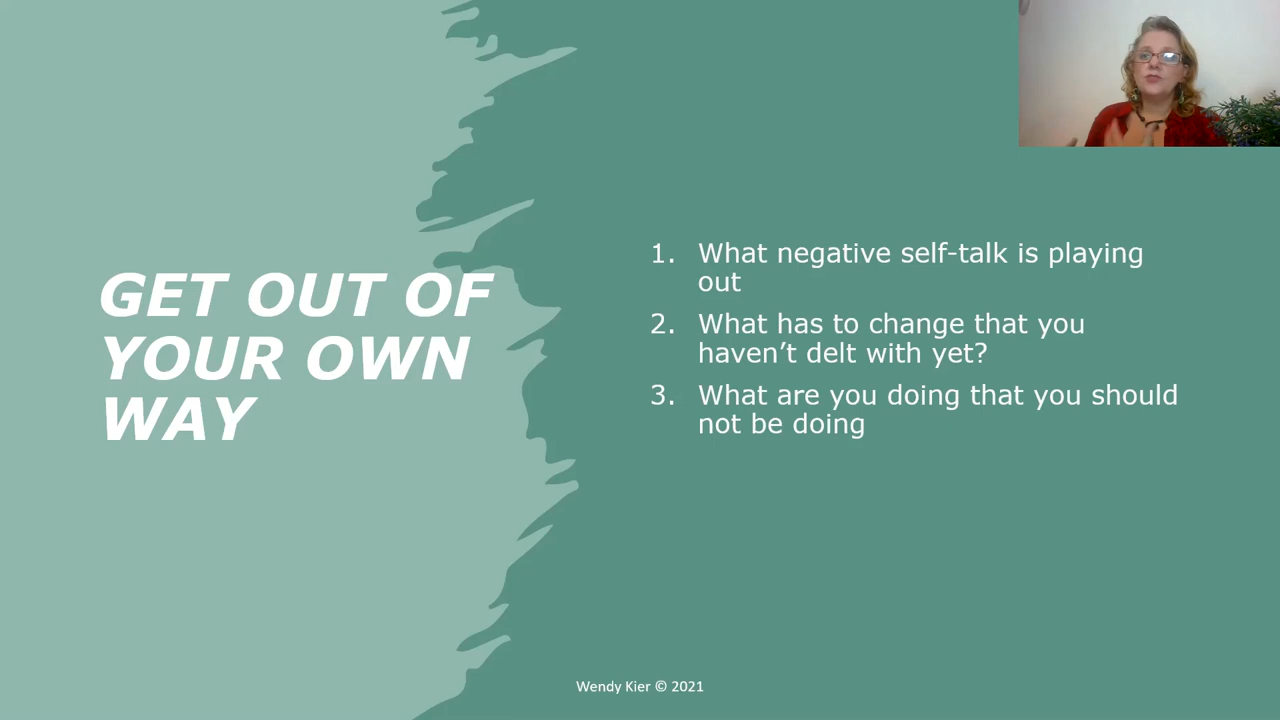 GET OUT OF
YOUR OWN
WAY
1. What negative self-talk is playing
out
2. What has to change that you
haven’t delt with yet?
3. What are you doing that you should
not be doing
Wendy Kier © 2021